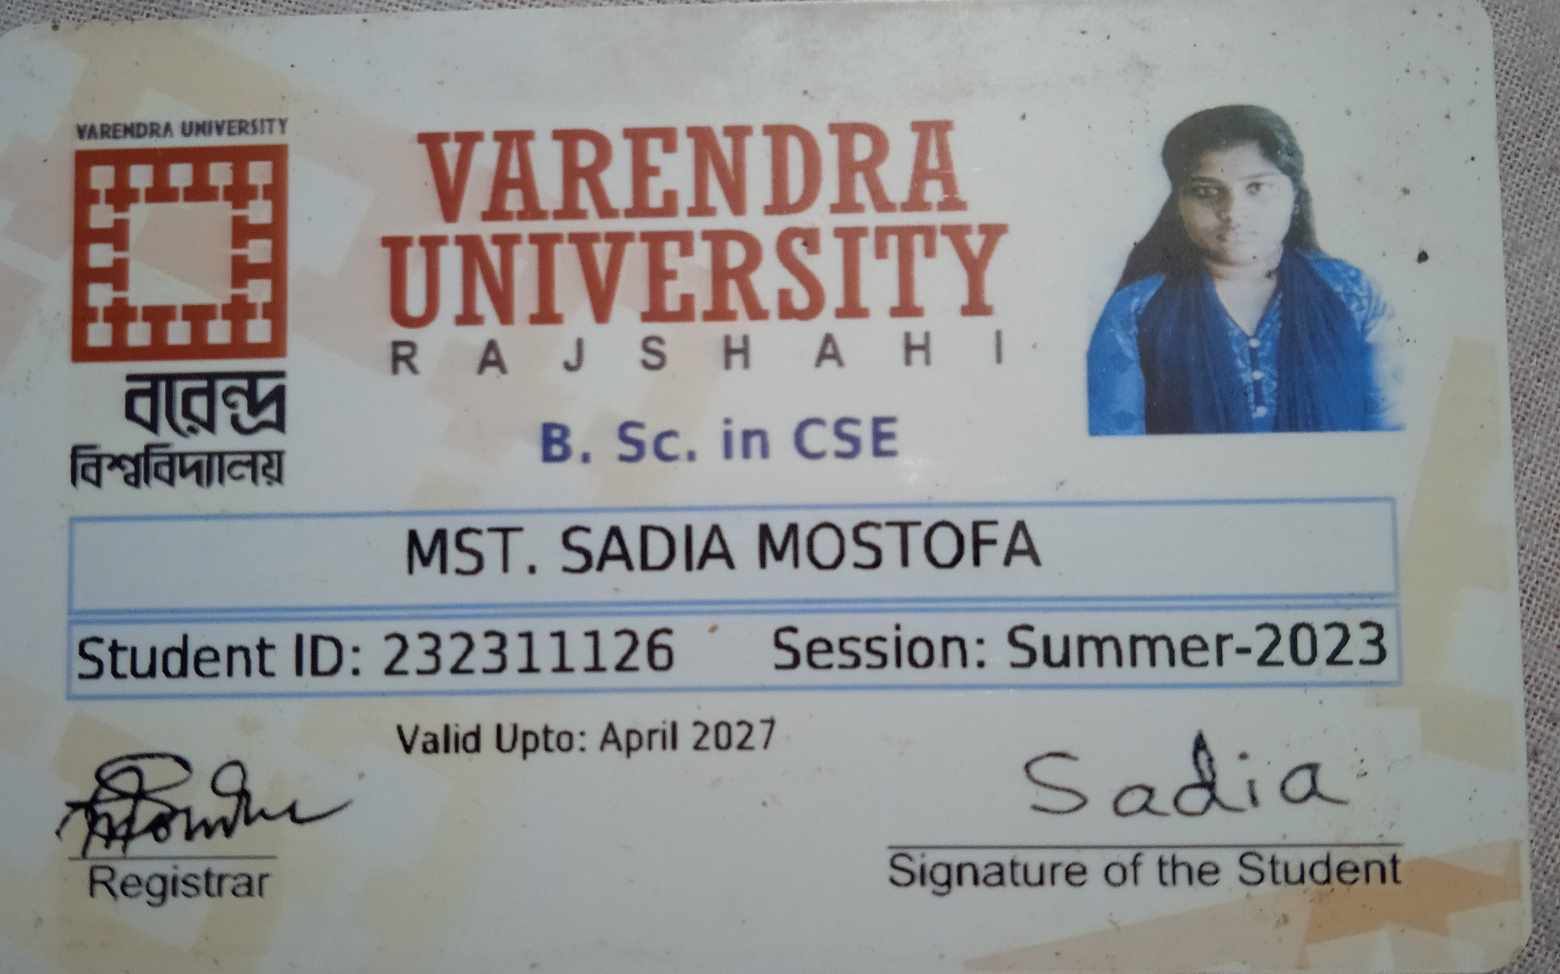 VARENDRA UNIVERSITY
বরেন্দ্র
বিশ্ববিদ্যালয়
VARENDRA
UNIVERSITY
RAJSHAHI
B. Sc. in CSE
MST. SADIA MOSTOFA
Student ID: 232311126 Session: Summer-2023
Valid Upto: April 2027
Registrar
Sadia
Signature of the Student